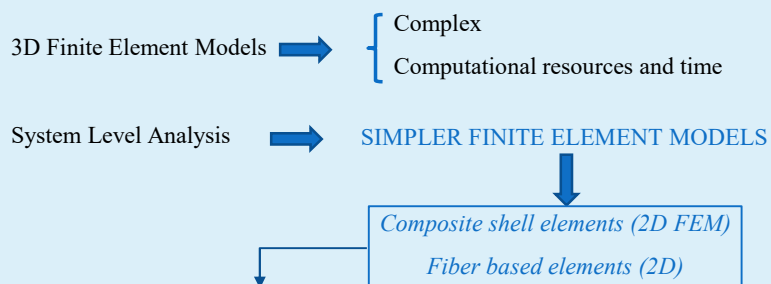 Complex
3D Finite Element Models
Computational resources and time
System Level Analysis
SIMPLER FINITE ELEMENT MODELS
Composite shell elements (2D FEM)
Fiber based elements (2D)